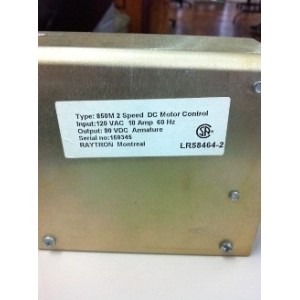 Type: 850M 2 Speed DC Motor Control
Input:120 VAC 10 Amp 60 Hz
Output: 90 VDC Armature
Serial no:159345
RAYTRON Montreal
LR58464-2